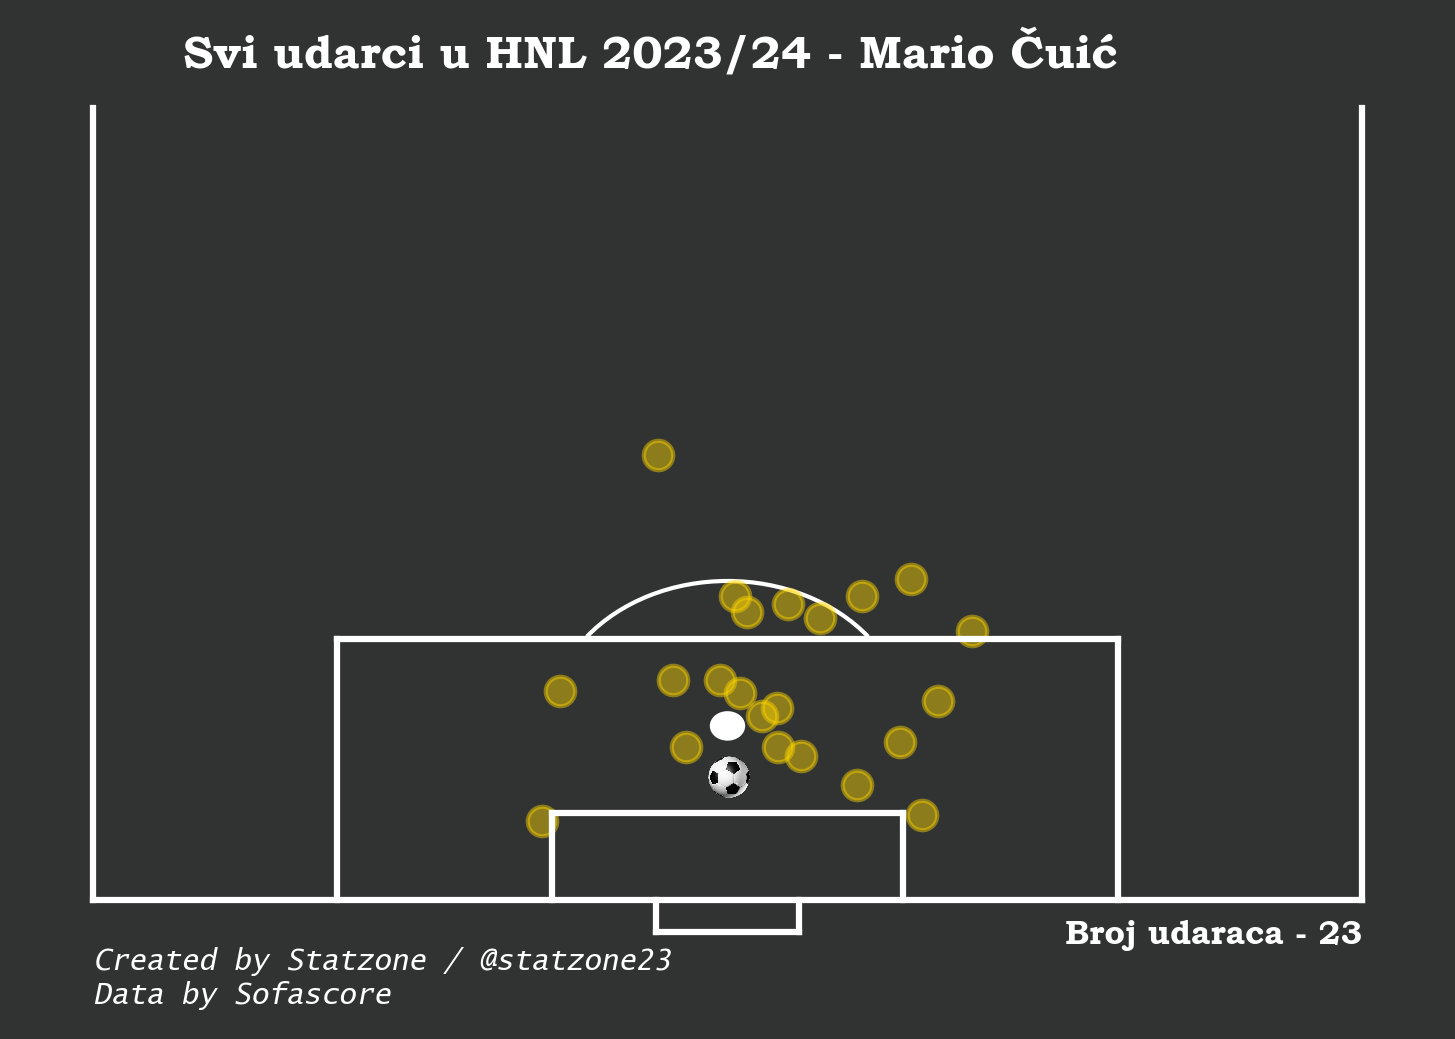 Svi udarci u HNL 2023/24 - Mario Čuić
Broj udaraca - 23
Created by Statzone / @statzone23
Data by Sofascore